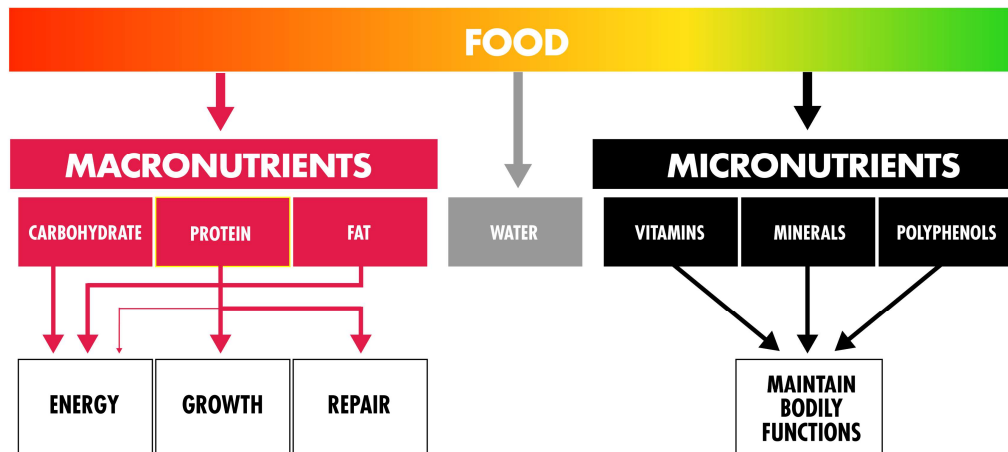 FOOD
MACRONUTRIENTS
MICRONUTRIENTS
CARBOHYDRATE
PROTEIN
FAT
WATER
VITAMINS
MINERALS
POLYPHENOLS
ENERGY
GROWTH
REPAIR
MAINTAIN
BODILY
FUNCTIONS